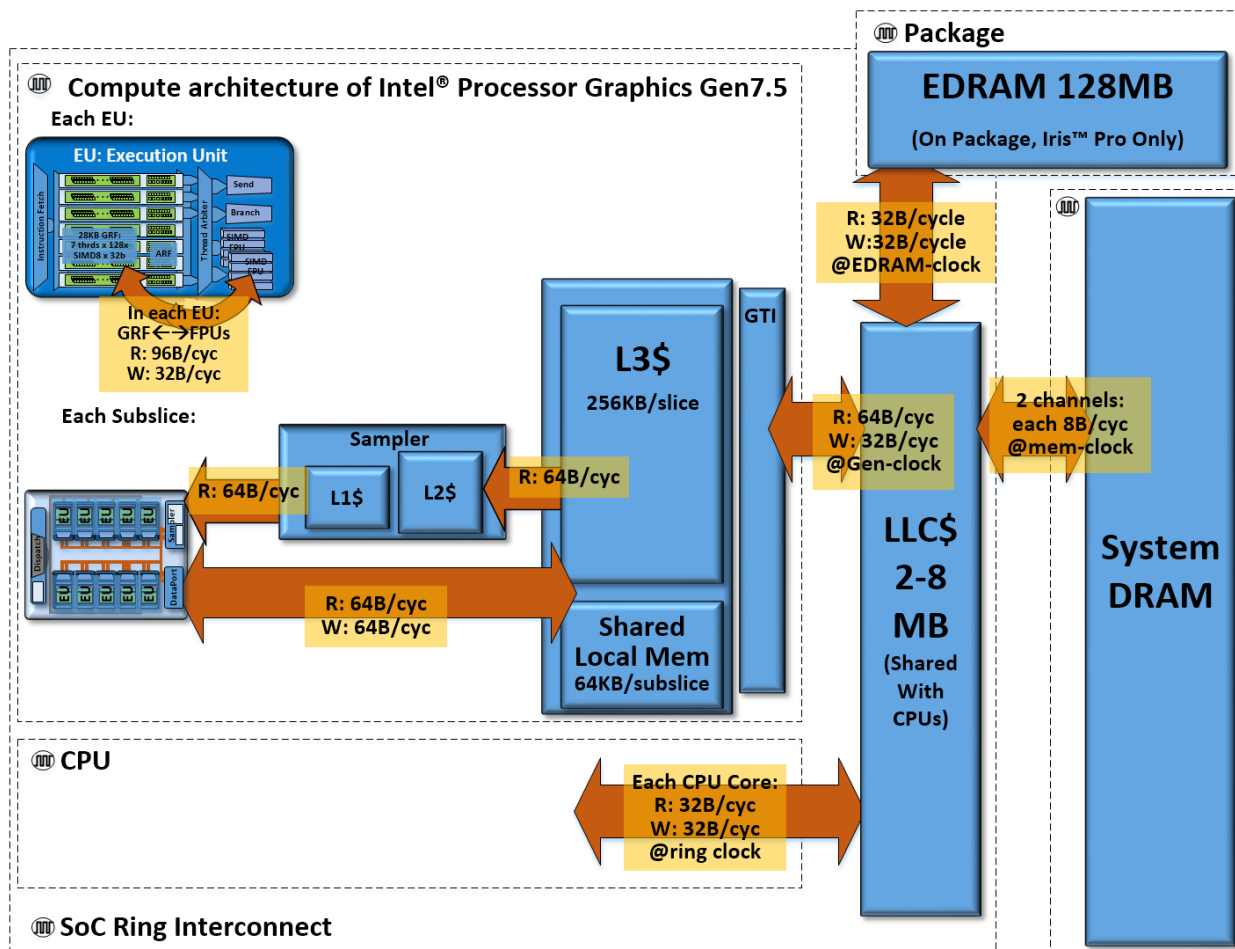 Package
EDRAM 128MB
(On Package, Iris™ Pro Only)
Compute architecture of Intel® Processor Graphics Gen7.5
Each EU:
EU: Execution Unit
Instruction Fetch
28KB GRF:
7 thrds x 128x
SIMD8 x 32b
ARF
Thread Arbiter
Send
Branch
SIMD
FPU
SIMD
FPU
In each EU:
GRF←→FPUs
R: 96B/cyc
W: 32B/cyc
R: 32B/cycle
W:32B/cycle
@EDRAM-clock
Each Subslice:
Dispatch
EU EU EU EU EU
EU EU EU EU EU
Sampler
DataPort
R: 64B/cyc
Sampler
L1$
L2$
R: 64B/cyc
R: 64B/cyc
W: 64B/cyc
L3$
256KB/slice
Shared
Local Mem
64KB/subslice
GTI
R: 64B/cyc
W: 32B/cyc
@Gen-clock
LLC$
2-8
MB
(Shared
With
CPUs)
2 channels:
each 8B/cyc
@mem-clock
System
DRAM
CPU
Each CPU Core:
R: 32B/cyc
W: 32B/cyc
@ring clock
SoC Ring Interconnect